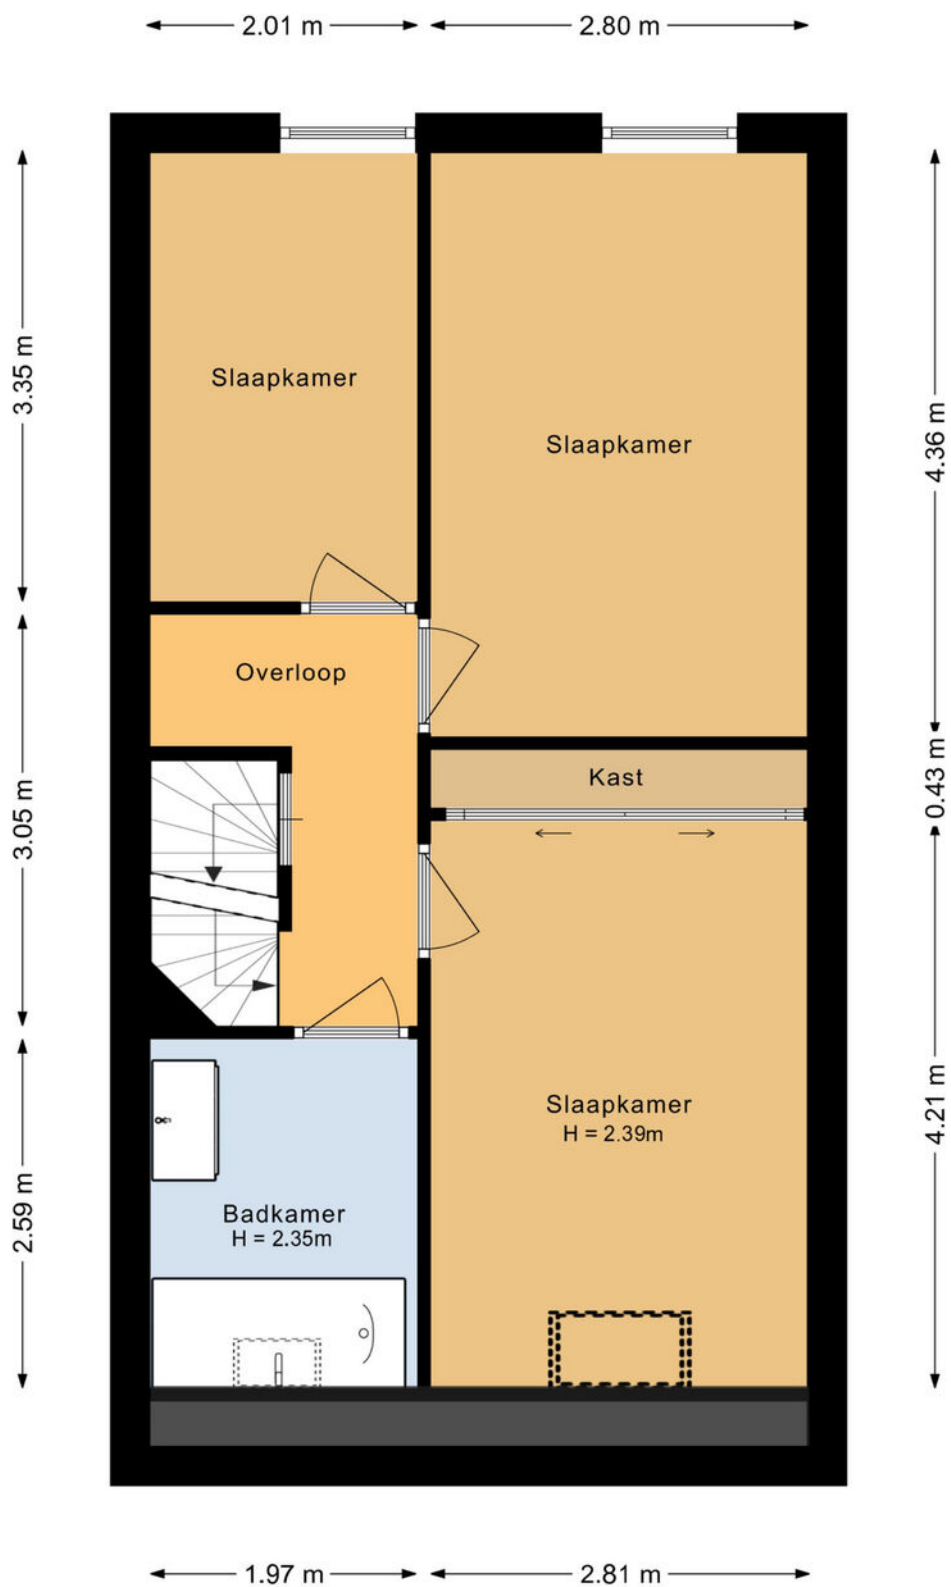 2.01 m
2.80 m
3.35 m
Slaapkamer
Slaapkamer
4.36 m
Overloop
3.05 m
Kast
0.43 m
Slaapkamer
H = 2.39m
4.21 m
2.59 m
Badkamer
H = 2.35m
1.97 m
2.81 m